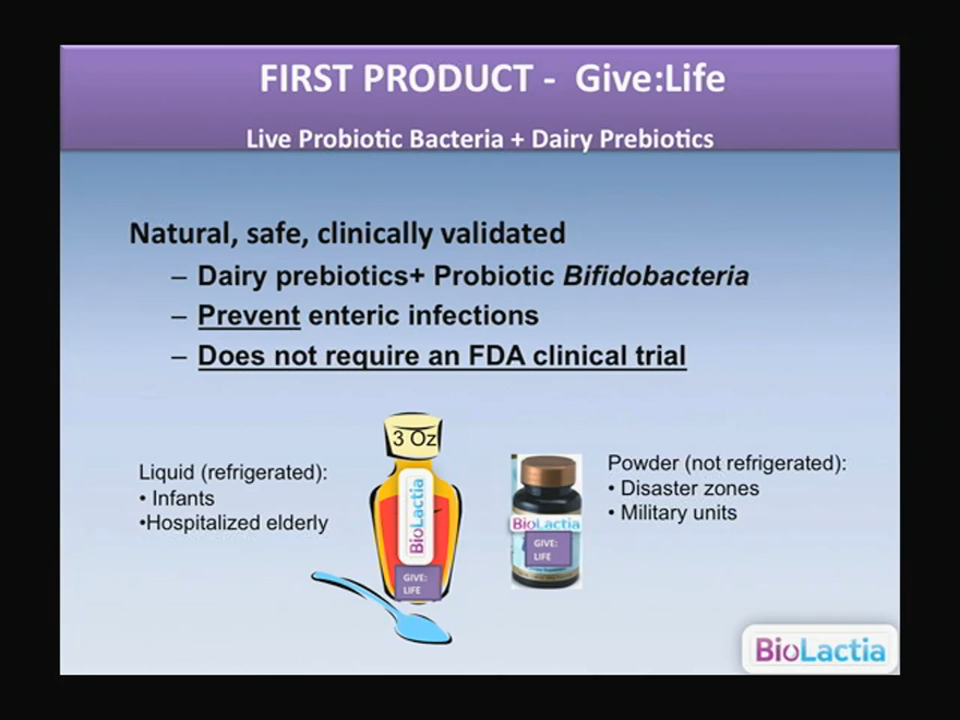 FIRST PRODUCT - Give:Life
Live Probiotic Bacteria + Dairy Prebiotics
Natural, safe, clinically validated
– Dairy prebiotics+ Probiotic Bifidobacteria
– Prevent enteric infections
– Does not require an FDA clinical trial
Liquid (refrigerated):
• Infants
•Hospitalized elderly
3 Oz
BioLactia
GIVE:
LIFE
BioLactia
GIVE:
LIFE
Powder (not refrigerated):
• Disaster zones
• Military units
BioLactia